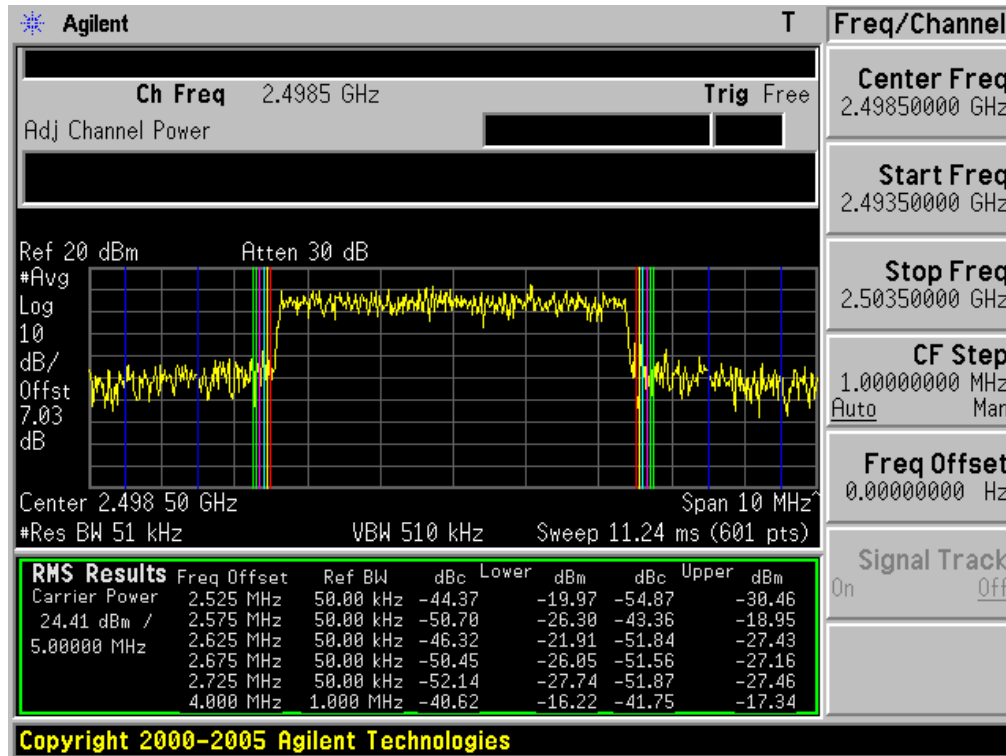 Agilent T
Freq/Channel
Ch Freq 2.4985 GHz Trig Free
Adj Channel Power
Center Freq
2.49850000 GHz
Start Freq
2.49350000 GHz
Stop Freq
2.50350000 GHz
CF Step
1.00000000 MHz
Auto Man
Freq Offset
0.00000000 Hz
Signal Track
On Off
Ref 20 dBm Atten 30 dB
#Avg
Log
10
dB/
Offst
7.03
dB
Center 2.498 50 GHz Span 10 MHz^
#Res BW 51 kHz VBW 510 kHz Sweep 11.24 ms (601 pts)
RMS Results Freq Offset Ref BW dBc Lower dBm dBc Upper dBm
Carrier Power 2.525 MHz 50.00 kHz -44.37 -19.97 -54.87 -30.46
24.41 dBm / 2.575 MHz 50.00 kHz -50.70 -26.30 -43.36 -18.95
5.00000 MHz 2.625 MHz 50.00 kHz -46.32 -21.91 -51.84 -27.43
2.675 MHz 50.00 kHz -50.45 -26.05 -51.56 -27.16
2.725 MHz 50.00 kHz -52.14 -27.74 -51.87 -27.46
4.000 MHz 1.000 MHz -40.62 -16.22 -41.75 -17.34
Copyright 2000-2005 Agilent Technologies